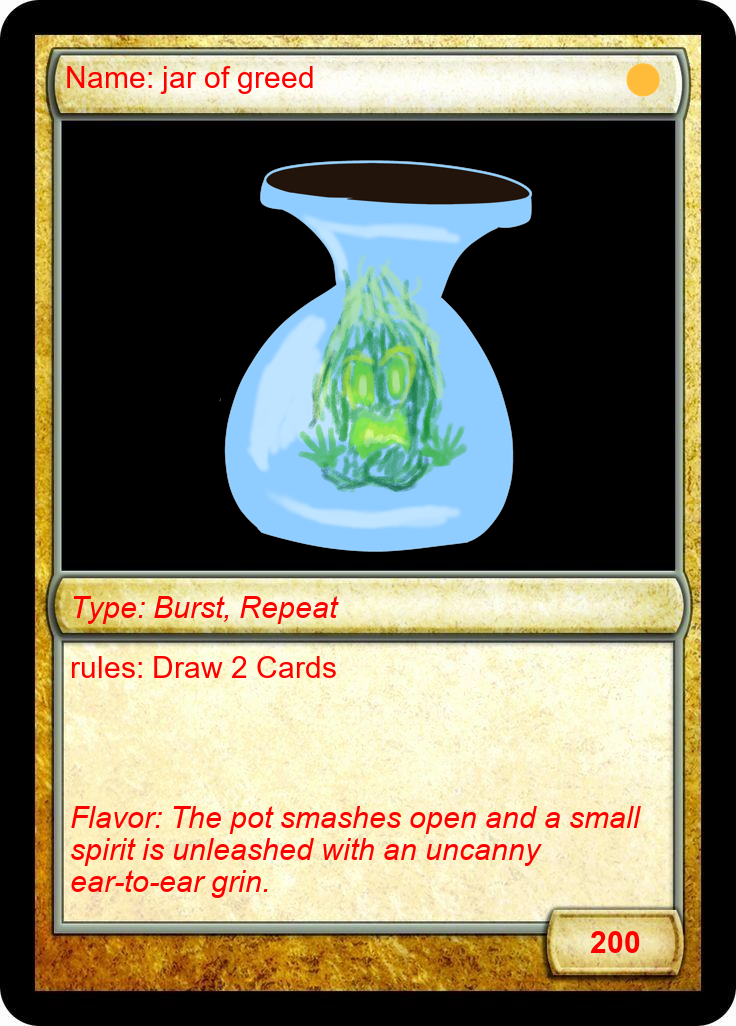 Name: jar of greed
Type: Burst, Repeat
rules: Draw 2 Cards
Flavor: The pot smashes open and a small
spirit is unleashed with an uncanny
ear-to-ear grin.
200